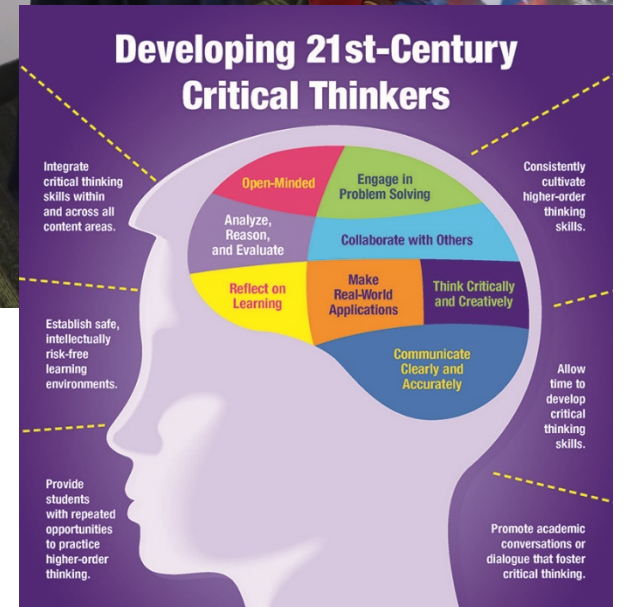 Developing 21st-Century
Critical Thinkers
Integrate
critical thinking
skills within
and across all
content areas.
Establish safe,
intellectually
risk-free
learning
environments.
Provide
students
with repeated
opportunities
to practice
higher-order
thinking.
Open-Minded
Engage in
Problem Solving
Analyze,
Reason,
and Evaluate
Collaborate with Others
Reflect on
Learning
Make
Real-World
Applications
Think Critically
and Creatively
Communicate
Clearly and
Accurately
Consistently
cultivate
higher-order
thinking
skills.
Allow
time to
develop
critical
thinking
skills.
Promote academic
conversations or
dialogue that foster
critical thinking.